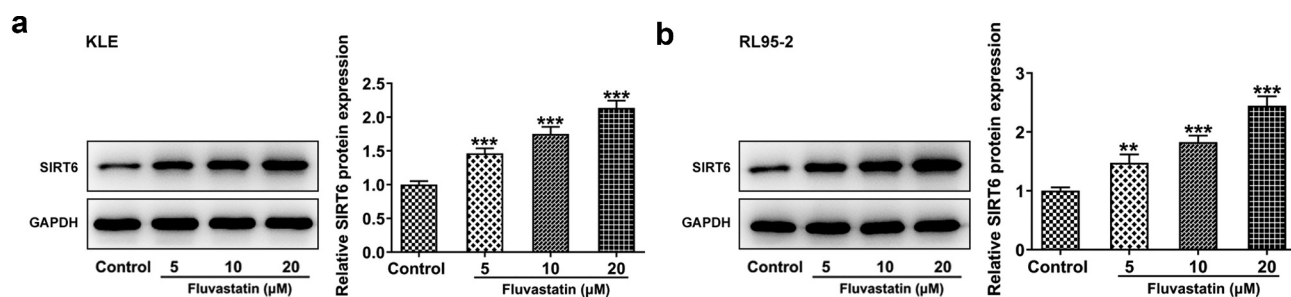 a
KLE
SIRT6
GAPDH
Control 5 10 20
Fluvastatin (μM)
Relative SIRT6 protein expression
2.5
2.0
1.5
1.0
0.5
0.0
***
***
***
Control 5 10 20
Fluvastatin (μM)
b
RL95-2
SIRT6
GAPDH
Control 5 10 20
Fluvastatin (μM)
Relative SIRT6 protein expression
3
2
1
0
**
***
***
Control 5 10 20
Fluvastatin (μM)